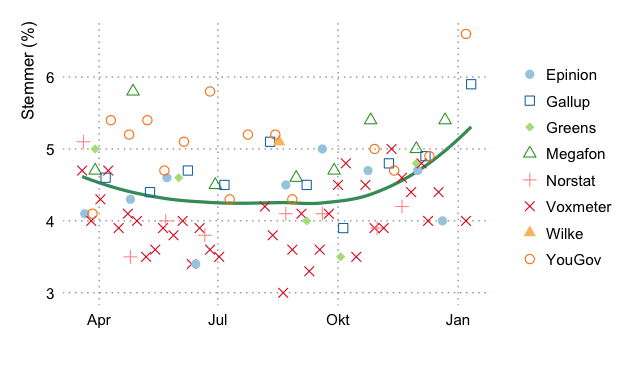 Stemmer (%)
6
5
4
3
Apr
Jul
Okt
Jan
Epinion
Gallup
Greens
Megafon
Norstat
Voxmeter
Wilke
YouGov